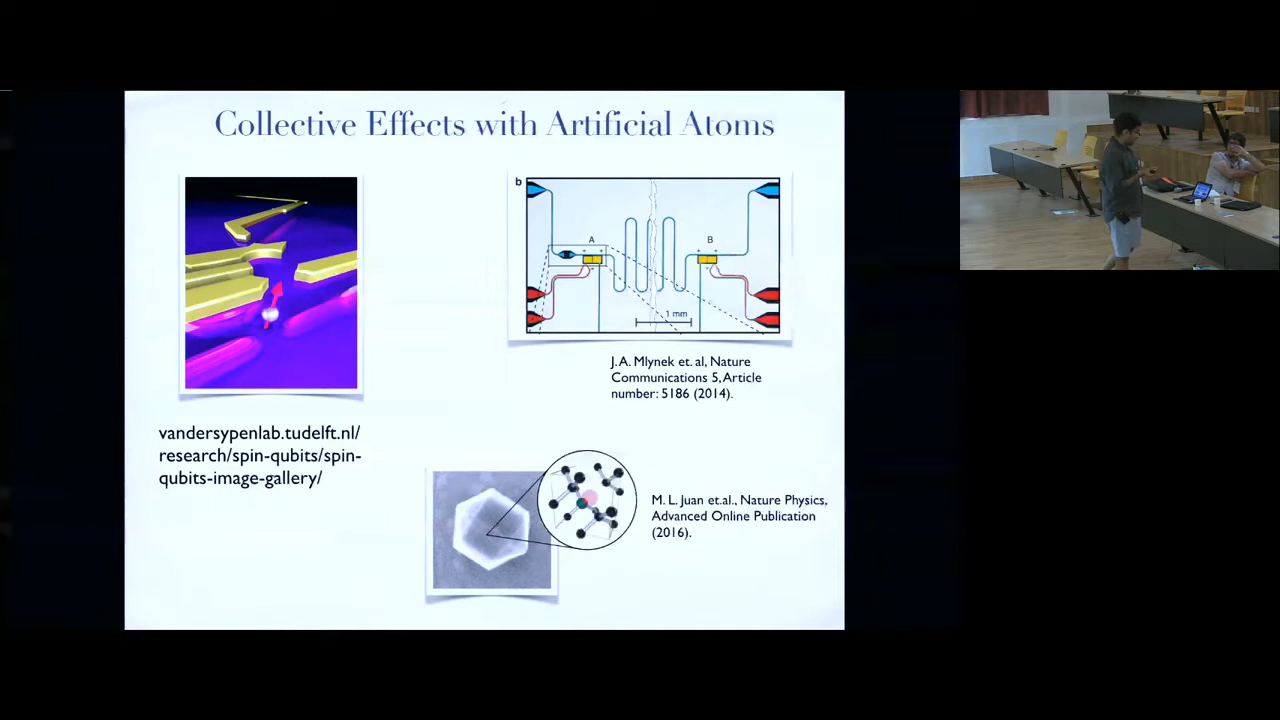 Collective Effects with Artificial Atoms
b
A
B
1 mm
J. A. Mlynek et. al, Nature
Communications 5, Article
number: 5186 (2014).
vandersypenlab.tudelft.nl/
research/spin-qubits/spin-
qubits-image-gallery/
M. L. Juan et.al., Nature Physics,
Advanced Online Publication
(2016).